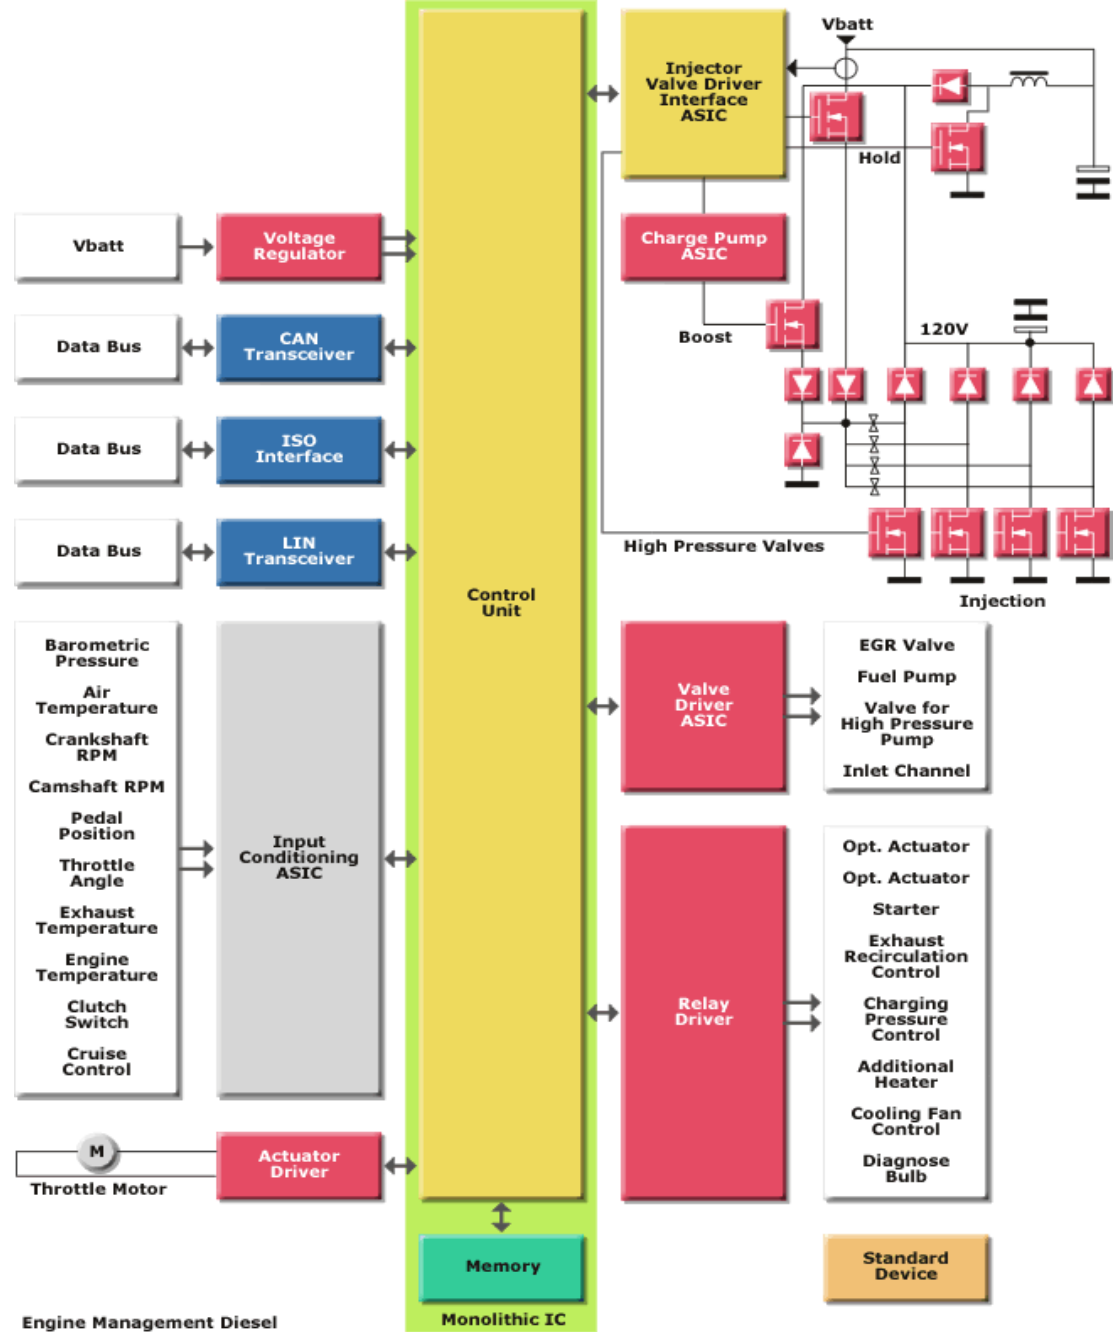 Vbatt
Injector
Valve Driver
Interface
ASIC
Hold
Vbatt
Voltage
Regulator
Charge Pump
ASIC
Boost
120V
Data Bus
CAN
Transceiver
Data Bus
ISO
Interface
Data Bus
LIN
Transceiver
High Pressure Valves
Injection
Control
Unit
Barometric
Pressure
Air
Temperature
Crankshaft
RPM
Camshaft RPM
Pedal
Position
Throttle
Angle
Exhaust
Temperature
Engine
Temperature
Clutch
Switch
Cruise
Control
Input
Conditioning
ASIC
Valve
Driver
ASIC
EGR Valve
Fuel Pump
Valve for
High Pressure
Pump
Inlet Channel
Relay
Driver
Opt. Actuator
Opt. Actuator
Starter
Exhaust
Recirculation
Control
Charging
Pressure
Control
Additional
Heater
Cooling Fan
Control
Diagnose
Bulb
M
Throttle Motor
Actuator
Driver
Memory
Standard
Device
Engine Management Diesel
Monolithic IC